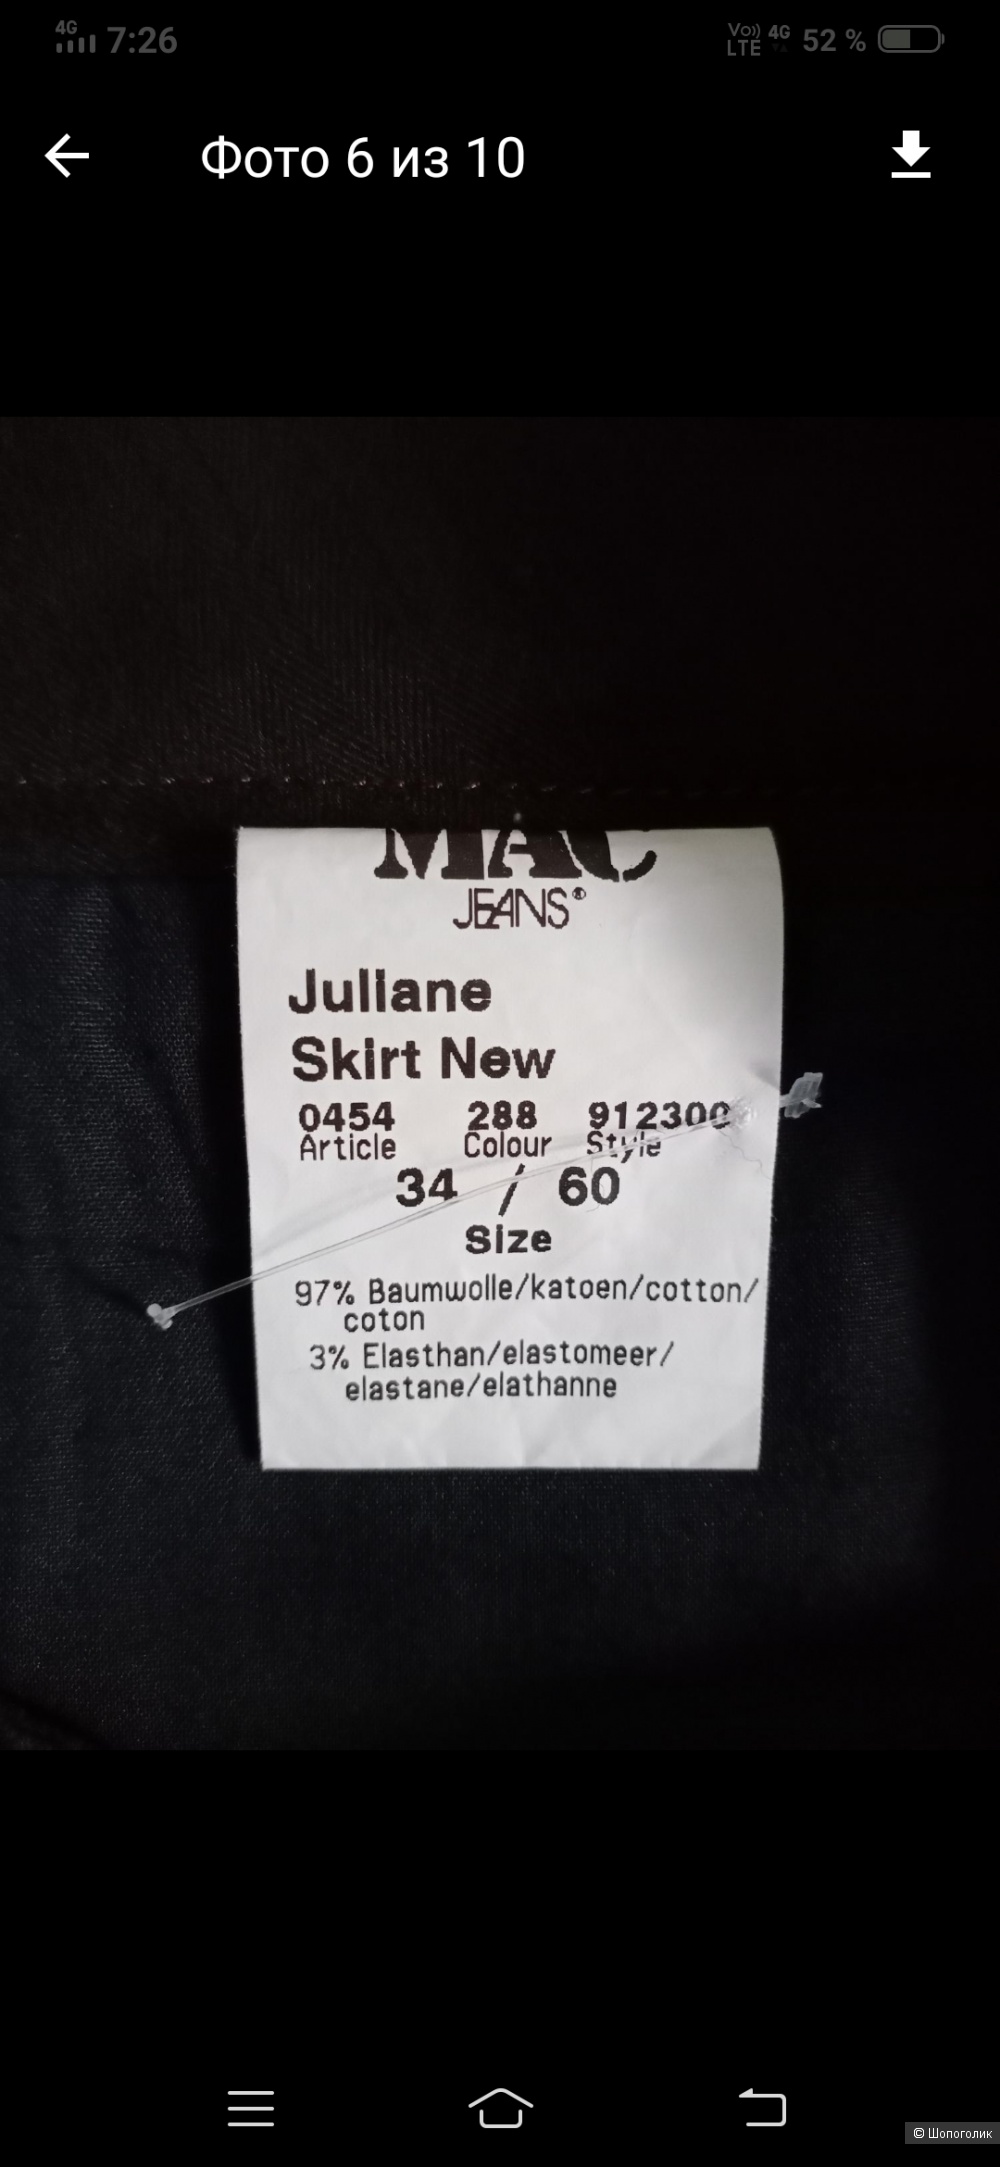 4G 7:26 Vo)) LTE 4G 52 %
Фото 6 из 10
MAC
JEANS®
Juliane
Skirt New
0454 288 912300
Article Colour Style
34 / 60
Size
97% Baumwolle/katoen/cotton/
coton
3% Elasthan/elastomeer/
elastane/elathanne
© Шопоголик